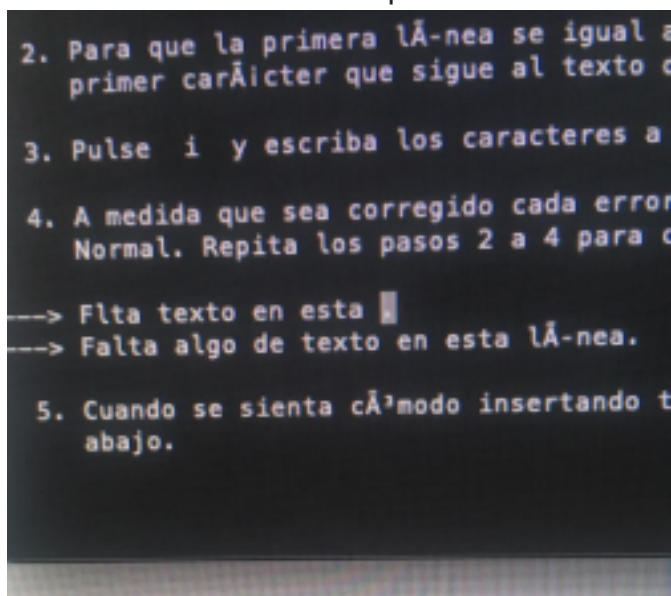 2. Para que la primera lÃ-nea se igual a
primer carÃ¡cter que sigue al texto
3. Pulse i y escriba los caracteres a
4. A medida que sea corregido cada error
Normal. Repita los pasos 2 a 4 para
---> Flta texto en esta .
---> Falta algo de texto en esta lÃ-nea.
5. Cuando se sienta cÃ³modo insertando t
abajo.